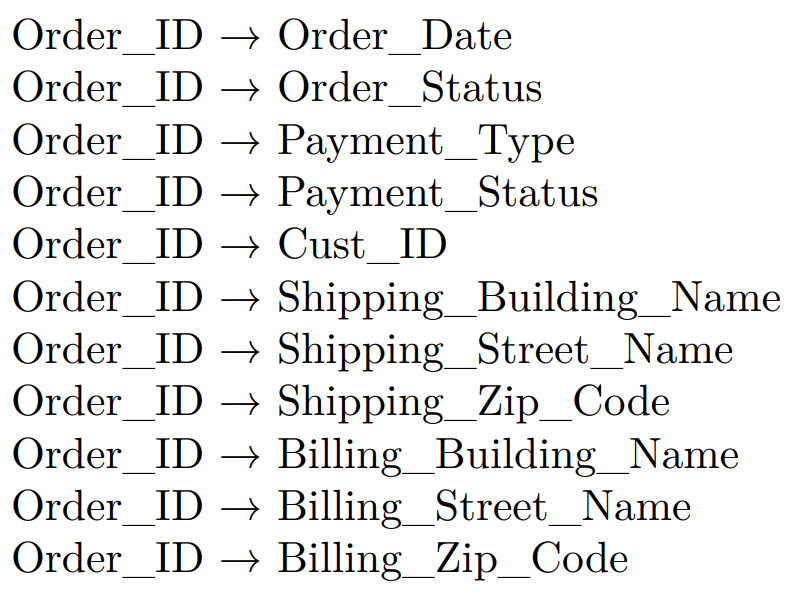 Order_ID → Order_Date
Order_ID → Order_Status
Order_ID → Payment_Type
Order_ID → Payment_Status
Order_ID → Cust_ID
Order_ID → Shipping_Building_Name
Order_ID → Shipping_Street_Name
Order_ID → Shipping_Zip_Code
Order_ID → Billing_Building_Name
Order_ID → Billing_Street_Name
Order_ID → Billing_Zip_Code